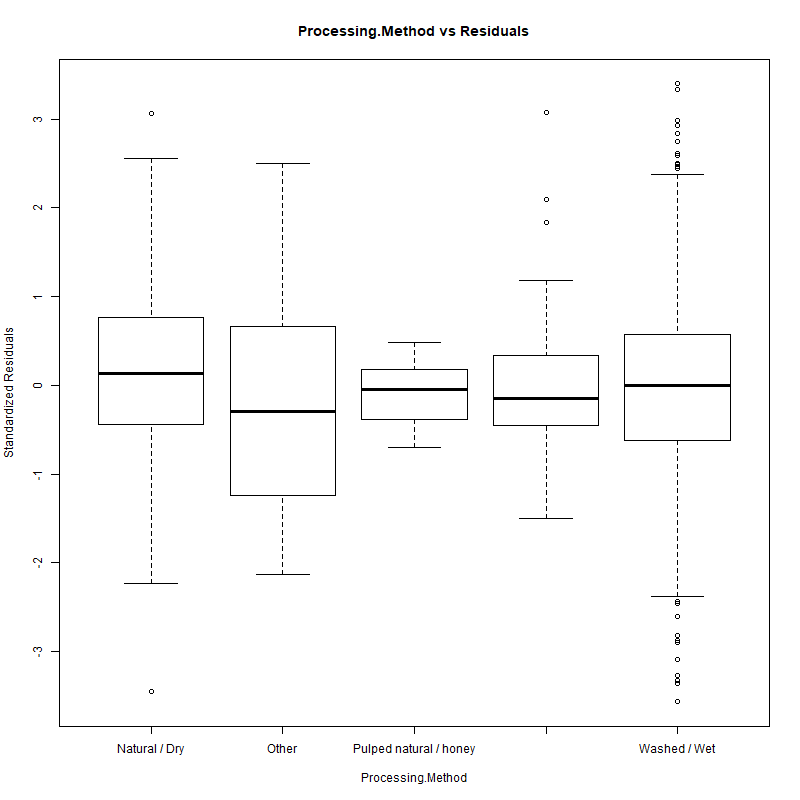 Processing.Method vs Residuals
Standardized Residuals
3
2
1
0
-1
-2
-3
Natural / Dry Other Pulped natural / honey Washed / Wet
Processing.Method